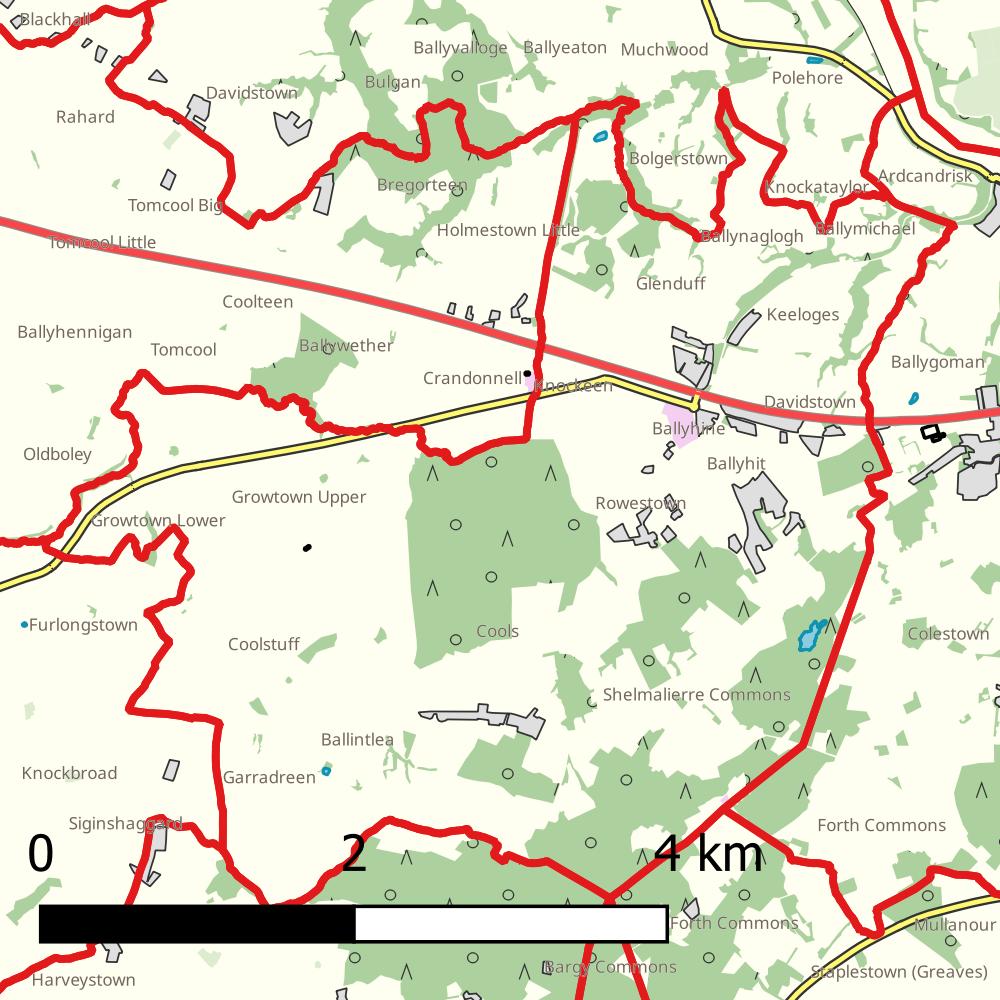 Blackhall
Ballyvalloge
Ballyeaton
Muchwood
Bulgan
Davidstown
Polehore
Rahard
Bolgerstown
Bregorteen
Knockataylor
Ardcandrisk
Tomcool Big
Holmestown Little
Ballynaglogh
Ballymichael
Tomcool Little
Glenduff
Coolteen
Keeloges
Ballyhennigan
Tomcool
Ballywether
Ballygoman
Crandonnell
Knockeen
Davidstown
Ballyhine
Oldboley
Ballyhit
Growtown Upper
Rowestown
Growtown Lower
Furlongstown
Coolstuff
Cools
Colestown
Shelmalierre Commons
Ballintlea
Knockbroad
Garradreen
Siginshaggard
Forth Commons
0
2
4 km
Forth Commons
Mullanour
Bargy Commons
Staplestown (Greaves)
Harveystown